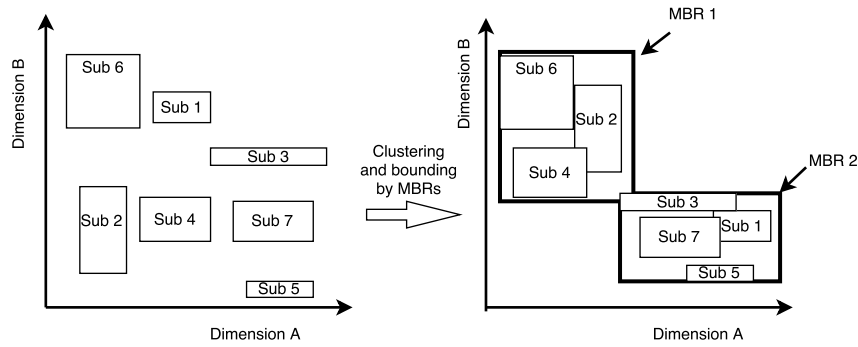 Dimension B
Sub 6
Sub 1
Sub 3
Sub 2
Sub 4
Sub 7
Sub 5
Dimension A
Clustering
and bounding
by MBRs
MBR 1
Dimension B
Sub 6
Sub 2
Sub 4
MBR 2
Sub 3
Sub 1
Sub 7
Sub 5
Dimension A